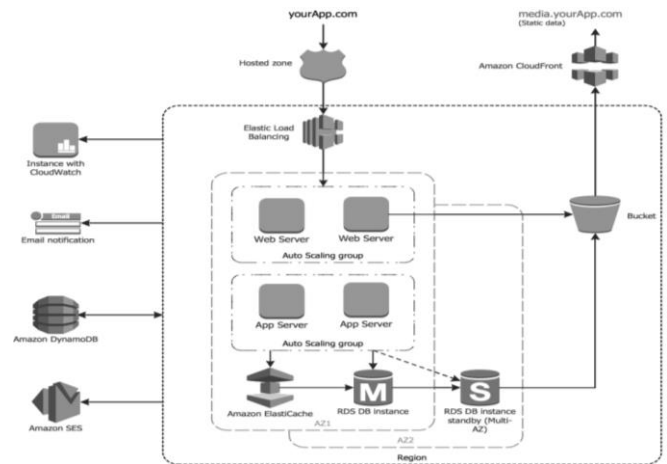 yourApp.com
media.yourApp.com
(Static data)
Hosted zone
Amazon CloudFront
Elastic Load
Balancing
Instance with
CloudWatch
Web Server
Web Server
Auto Scaling group
Bucket
Email
Email notification
App Server
App Server
Auto Scaling group
Amazon DynamoDB
M
S
Amazon ElastiCache
RDS DB instance
RDS DB instance
standby (Multi-
AZ)
AZ1
AZ2
Amazon SES
Region